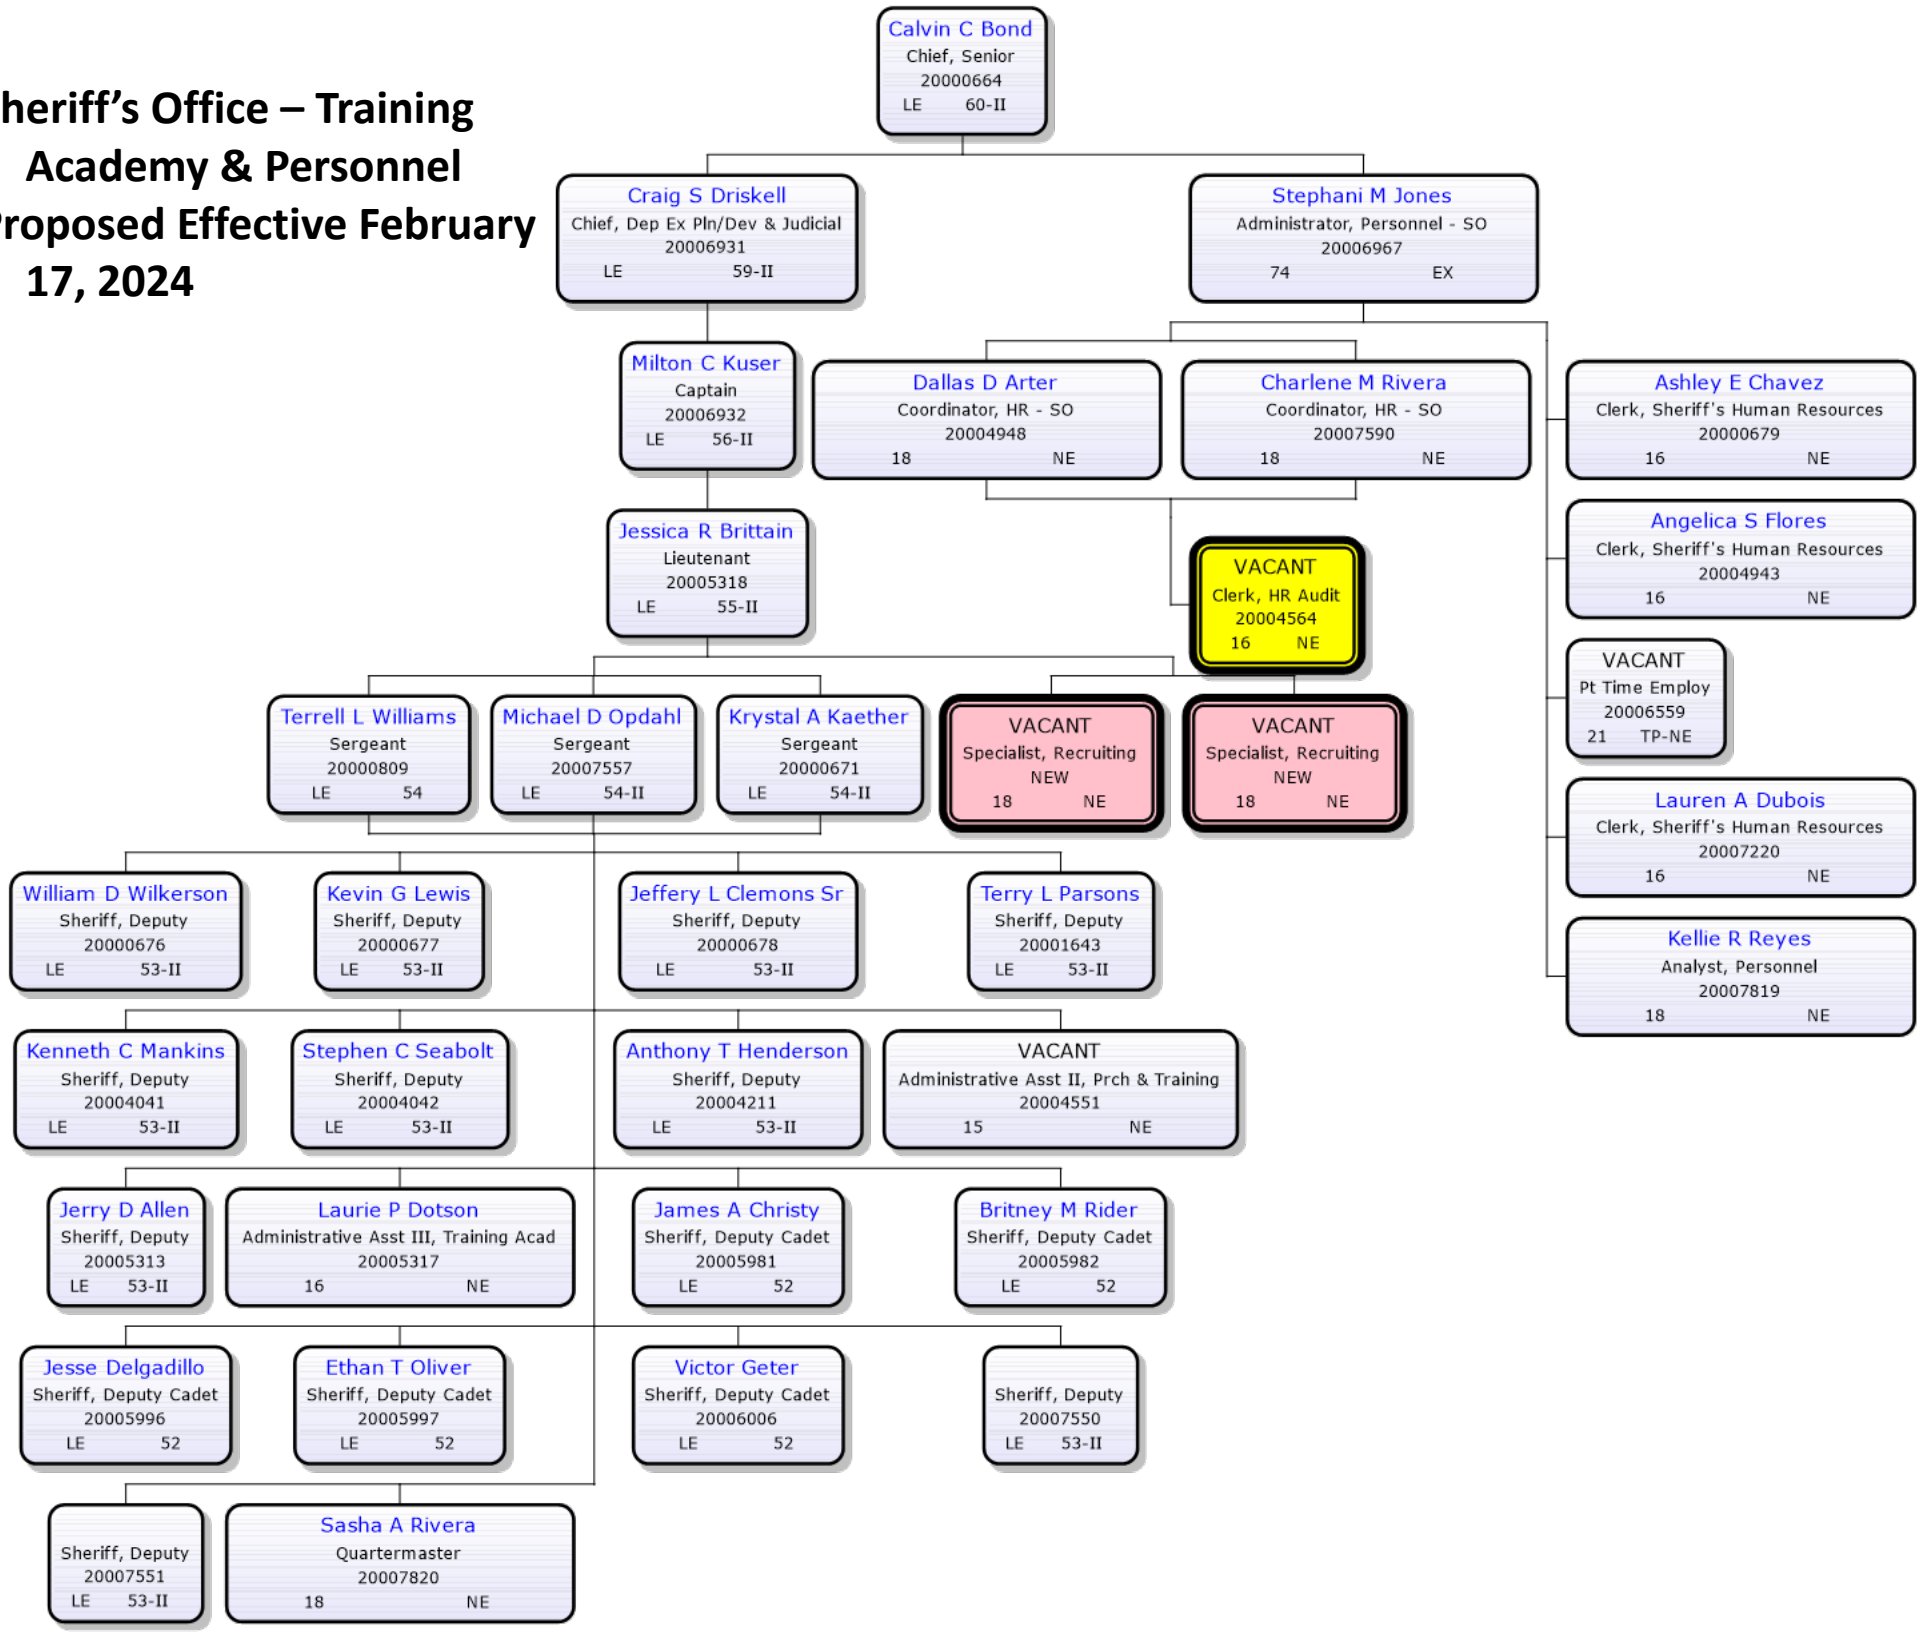 heriff’s Office – Training
Academy & Personnel
Proposed Effective February
17, 2024
Calvin C Bond
Chief, Senior
20000664
LE 60-II
Craig S Driskell
Chief, Dep Ex Pln/Dev & Judicial
20006931
LE 59-II
Stephani M Jones
Administrator, Personnel - SO
20006967
74 EX
Milton C Kuser
Captain
20006932
LE 56-II
Dallas D Arter
Coordinator, HR - SO
20004948
18 NE
Charlene M Rivera
Coordinator, HR - SO
20007590
18 NE
Ashley E Chavez
Clerk, Sheriff's Human Resources
20000679
16 NE
Jessica R Brittain
Lieutenant
20005318
LE 55-II
VACANT
Clerk, HR Audit
20004564
16 NE
Angelica S Flores
Clerk, Sheriff's Human Resources
20004943
16 NE
VACANT
Pt Time Employ
20006559
21 TP-NE
Terrell L Williams
Sergeant
20000809
LE 54
Michael D Opdahl
Sergeant
20007557
LE 54-II
Krystal A Kaether
Sergeant
20000671
LE 54-II
VACANT
Specialist, Recruiting
NEW
18 NE
VACANT
Specialist, Recruiting
NEW
18 NE
Lauren A Dubois
Clerk, Sheriff's Human Resources
20007220
16 NE
William D Wilkerson
Sheriff, Deputy
20000676
LE 53-II
Kevin G Lewis
Sheriff, Deputy
20000677
LE 53-II
Jeffery L Clemons Sr
Sheriff, Deputy
20000678
LE 53-II
Terry L Parsons
Sheriff, Deputy
20001643
LE 53-II
Kellie R Reyes
Analyst, Personnel
20007819
18 NE
Kenneth C Mankins
Sheriff, Deputy
20004041
LE 53-II
Stephen C Seabolt
Sheriff, Deputy
20004042
LE 53-II
Anthony T Henderson
Sheriff, Deputy
20004211
LE 53-II
VACANT
Administrative Asst II, Prch & Training
20004551
15 NE
Jerry D Allen
Sheriff, Deputy
20005313
LE 53-II
Laurie P Dotson
Administrative Asst III, Training Acad
20005317
16 NE
James A Christy
Sheriff, Deputy Cadet
20005981
LE 52
Britney M Rider
Sheriff, Deputy Cadet
20005982
LE 52
Jesse Delgadillo
Sheriff, Deputy Cadet
20005996
LE 52
Ethan T Oliver
Sheriff, Deputy Cadet
20005997
LE 52
Victor Geter
Sheriff, Deputy Cadet
20006006
LE 52
Sheriff, Deputy
20007550
LE 53-II
Sheriff, Deputy
20007551
LE 53-II
Sasha A Rivera
Quartermaster
20007820
18 NE